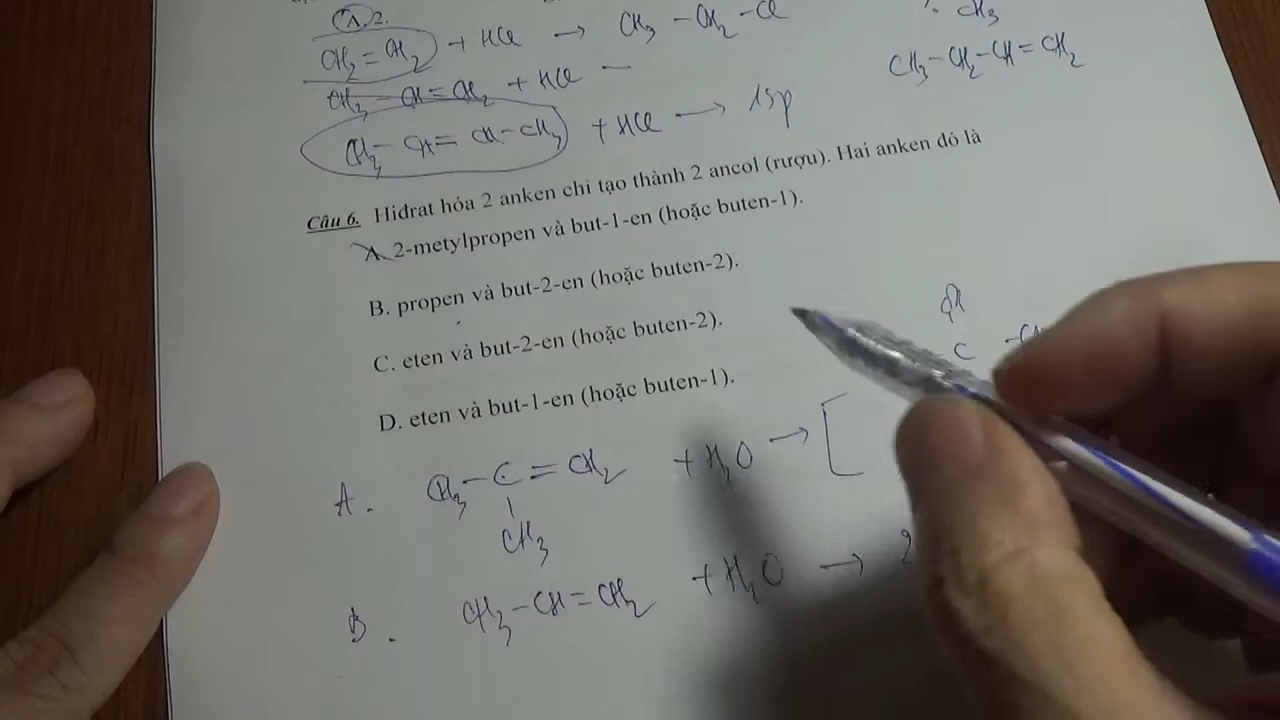 A. 2.
CH2=CH2 + HCl → CH3 -CH2 -Cl
CH3
CH3 - CH = CH2 + HCl —
CH3-CH2-CH=CH2
CH3- CH= CH-CH3 + HCl → 1sp
Câu 6. Hidrat hóa 2 anken chỉ tạo thành 2 ancol (rượu). Hai anken đó là
A. 2-metylpropen và but-1-en (hoặc buten-1).
B. propen và but-2-en (hoặc buten-2).
C. eten và but-2-en (hoặc buten-2).
D. eten và but-1-en (hoặc buten-1).
C
A. CH3- C = CH2 + H2O → [
CH3
B. CH3-CH=CH2 + H2O → 2